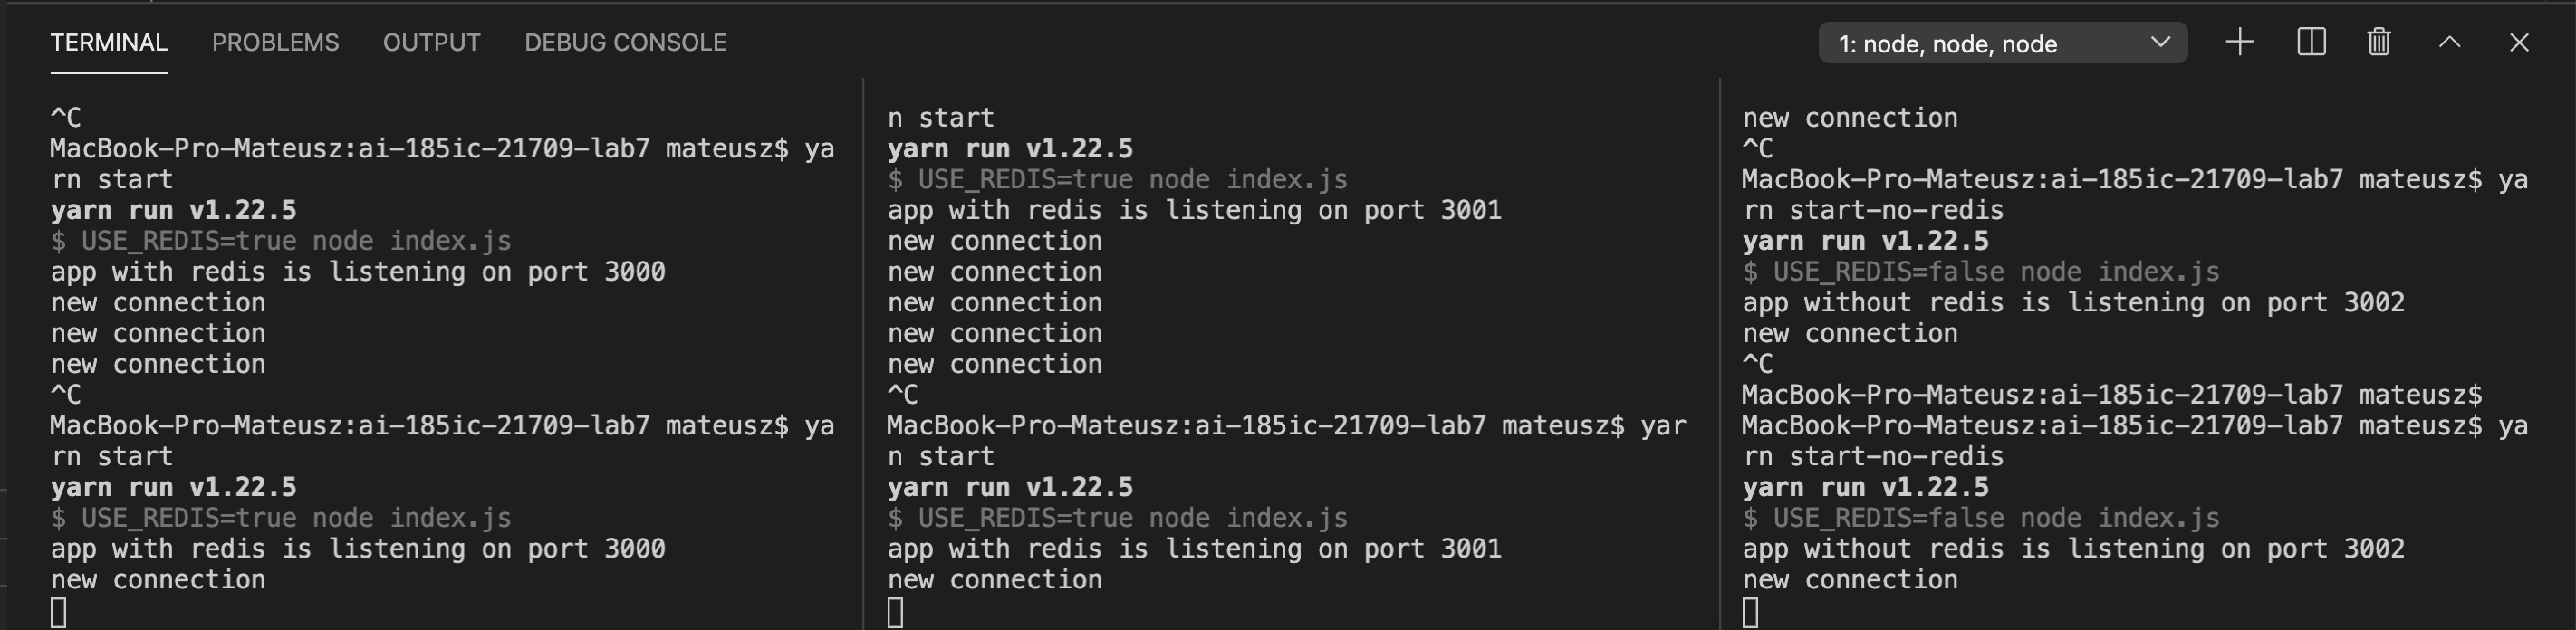 TERMINAL PROBLEMS OUTPUT DEBUG CONSOLE 1: node, node, node
^C
MacBook-Pro-Mateusz:ai-185ic-21709-lab7 mateusz$ ya
rn start
yarn run v1.22.5
$ USE_REDIS=true node index.js
app with redis is listening on port 3000
new connection
new connection
new connection
^C
MacBook-Pro-Mateusz:ai-185ic-21709-lab7 mateusz$ ya
rn start
yarn run v1.22.5
$ USE_REDIS=true node index.js
app with redis is listening on port 3000
new connection
n start
yarn run v1.22.5
$ USE_REDIS=true node index.js
app with redis is listening on port 3001
new connection
new connection
new connection
new connection
new connection
^C
MacBook-Pro-Mateusz:ai-185ic-21709-lab7 mateusz$ yar
n start
yarn run v1.22.5
$ USE_REDIS=true node index.js
app with redis is listening on port 3001
new connection
new connection
^C
MacBook-Pro-Mateusz:ai-185ic-21709-lab7 mateusz$ ya
rn start-no-redis
yarn run v1.22.5
$ USE_REDIS=false node index.js
app without redis is listening on port 3002
new connection
^C
MacBook-Pro-Mateusz:ai-185ic-21709-lab7 mateusz$
MacBook-Pro-Mateusz:ai-185ic-21709-lab7 mateusz$ ya
rn start-no-redis
yarn run v1.22.5
$ USE_REDIS=false node index.js
app without redis is listening on port 3002
new connection